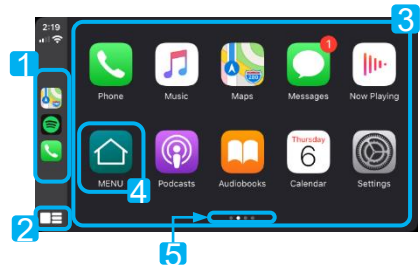 2:19
3
1
1
280
Phone
Music
Maps
Messages
Now Playing
Thursday
6
MENU
4
Podcasts
Audiobooks
Calendar
Settings
2
5